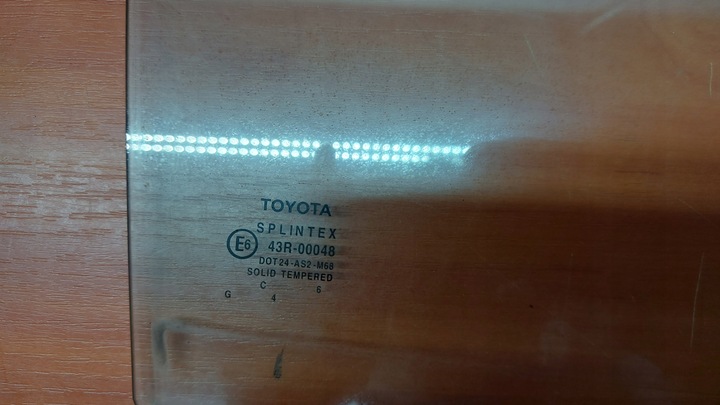 TOYOTA
SPLINTEX
E6 43R-00048
DOT24-AS2-M68
SOLID TEMPERED
C 6
G 4